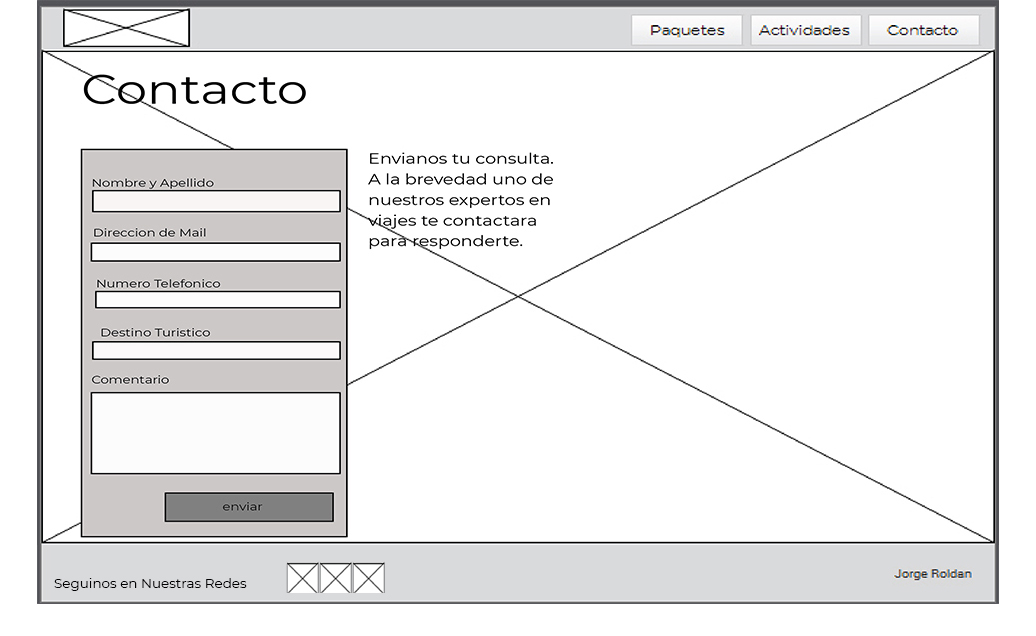 Paquetes
Actividades
Contacto
Contacto
Nombre y Apellido
Direccion de Mail
Numero Telefonico
Destino Turistico
Comentario
enviar
Envianos tu consulta.
A la brevedad uno de
nuestros expertos en
viajes te contactara
para responderte.
Seguinos en Nuestras Redes
Jorge Roldan